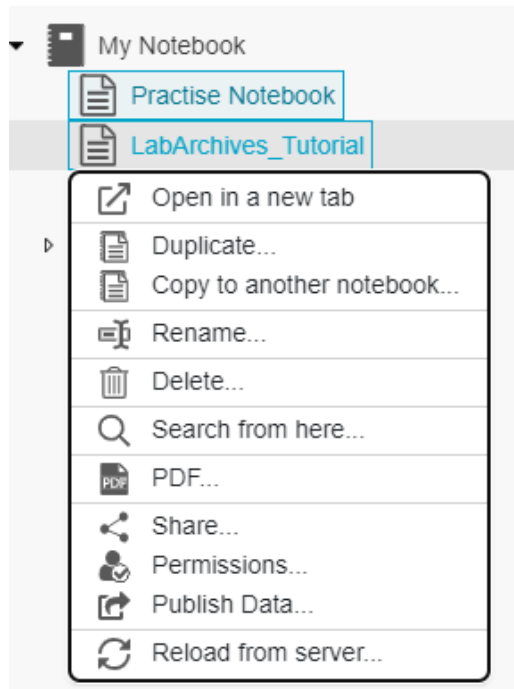 My Notebook
Practise Notebook
LabArchives_Tutorial
Open in a new tab
Duplicate...
Copy to another notebook...
Rename...
Delete...
Search from here...
PDF PDF...
Share...
Permissions...
Publish Data...
Reload from server...